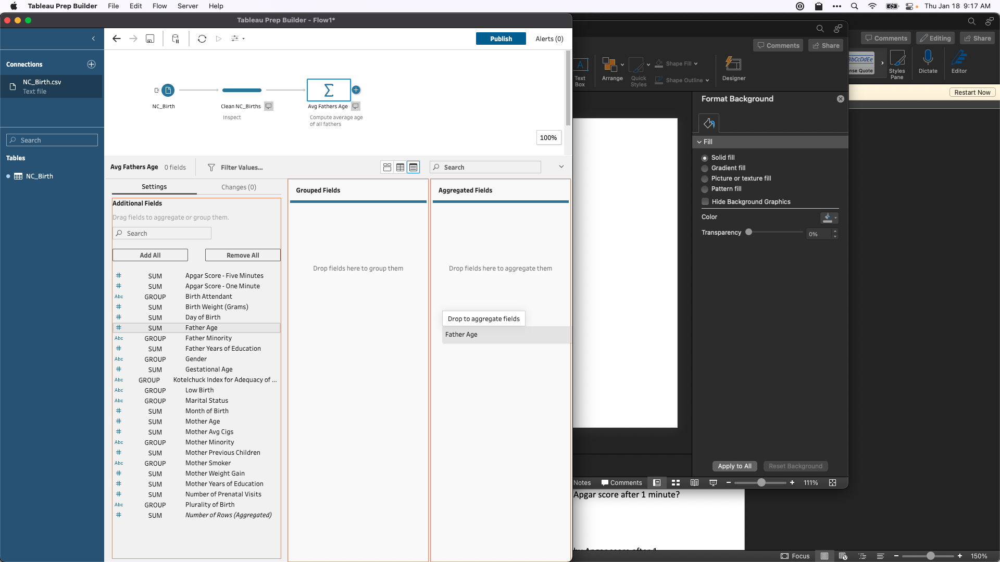 Tableau Prep Builder File Edit Flow Server Help
Thu Jan 18 9:17 AM
Tableau Prep Builder - Flow1*
Publish
Alerts (0)
Connections
NC_Birth.csv
Text file
Search
Tables
NC_Birth
NC_Birth
Clean NC_Births
Inspect
Avg Fathers Age
Compute average age
of all fathers
100%
Avg Fathers Age 0 fields
Filter Values...
Search
Settings
Changes (0)
Additional Fields
Drag fields to aggregate or group them.
Search
Add All
Remove All
# SUM Apgar Score - Five Minutes
# SUM Apgar Score - One Minute
Abc GROUP Birth Attendant
# SUM Birth Weight (Grams)
# SUM Day of Birth
# SUM Father Age
Abc GROUP Father Minority
# SUM Father Years of Education
Abc GROUP Gender
# SUM Gestational Age
Abc GROUP Kotelchuck Index for Adequacy of ...
Abc GROUP Low Birth
Abc GROUP Marital Status
# SUM Month of Birth
# SUM Mother Age
# SUM Mother Avg Cigs
Abc GROUP Mother Minority
# SUM Mother Previous Children
Abc GROUP Mother Smoker
# SUM Mother Weight Gain
# SUM Mother Years of Education
# SUM Number of Prenatal Visits
Abc GROUP Plurality of Birth
# SUM Number of Rows (Aggregated)
Grouped Fields
Drop fields here to group them
Aggregated Fields
Drop fields here to aggregate them
Drop to aggregate fields
Father Age
Comments
Share
Text
Box
Arrange
Quick
Styles
Shape Fill
Shape Outline
Designer
Format Background
Fill
Solid fill
Gradient fill
Picture or texture fill
Pattern fill
Hide Background Graphics
Color
Transparency
0%
Apply to All
Reset Background
Notes
Comments
111%
Comments
Editing
Share
BbCcDdEe
nse Quote
Styles
Pane
Dictate
Editor
Restart Now
Apgar score after 1 minute?
Focus
150%